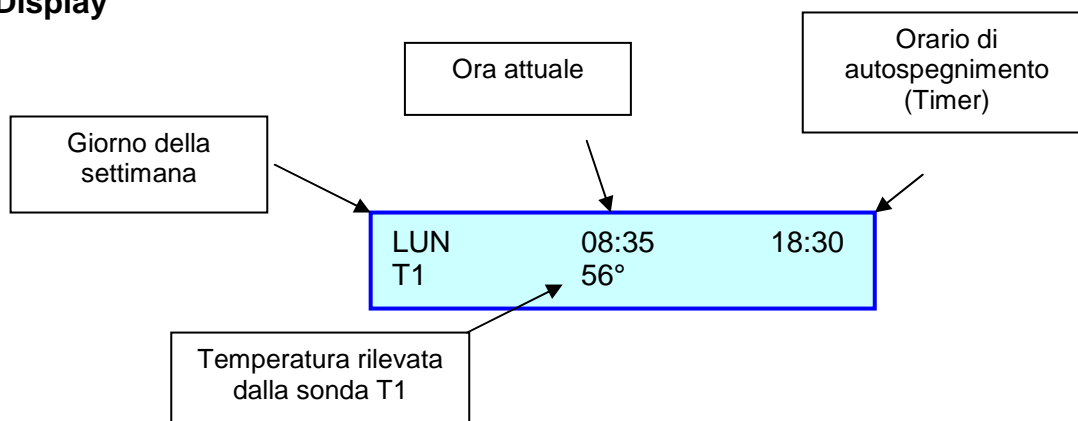 Display
Ora attuale
Orario di
autospegnimento
(Timer)
Giorno della
settimana
LUN 08:35 18:30
T1 56°
Temperatura rilevata
dalla sonda T1